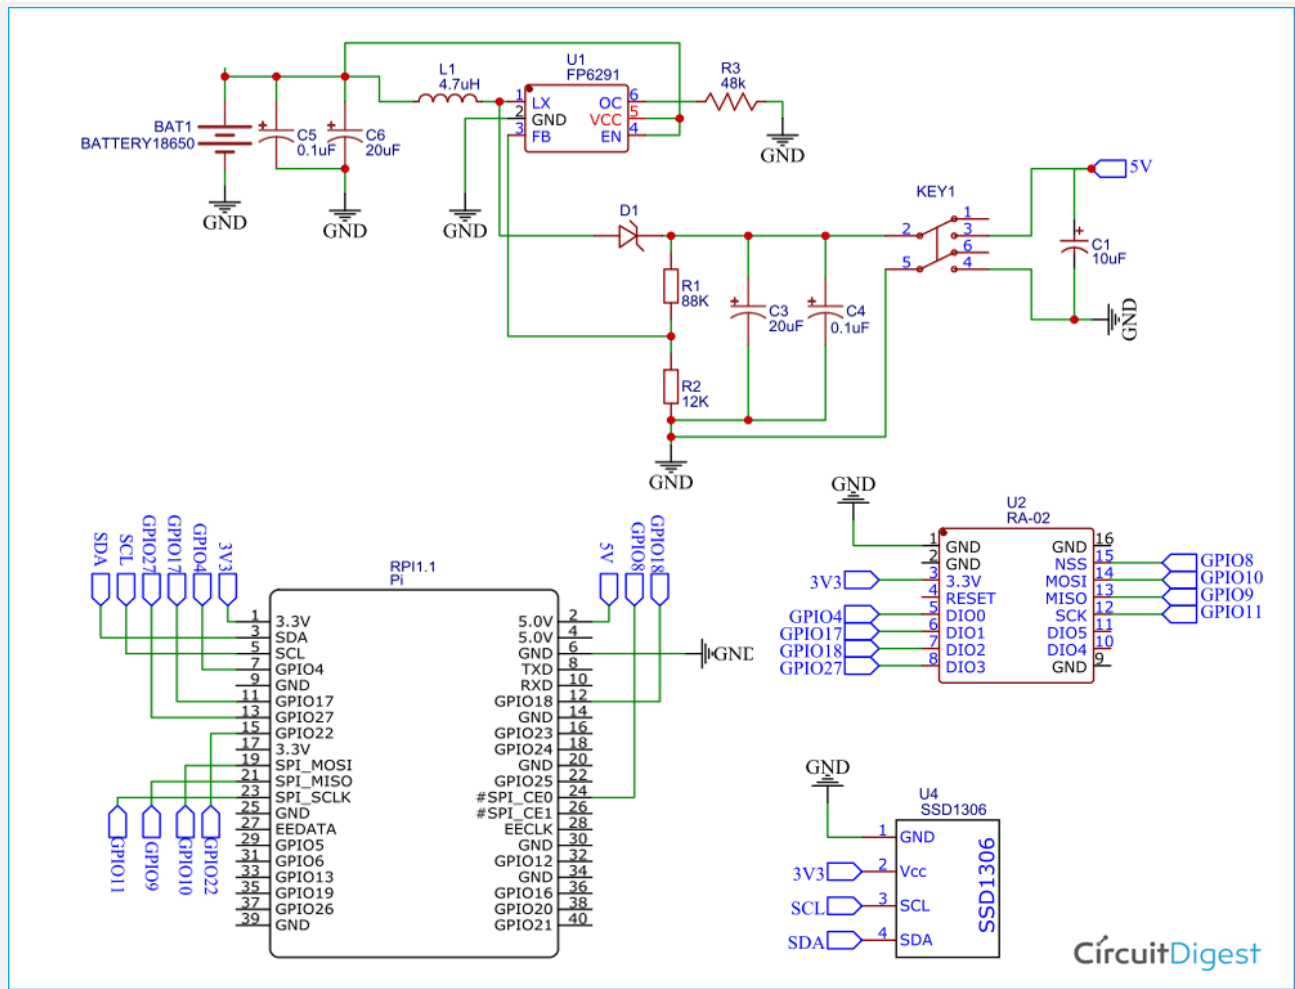 L1
4.7uH
U1
FP6291
1 LX
2 GND
3 FB
OC 6
VCC 5
EN 4
R3
48k
GND
BAT1
BATTERY18650
C5
0.1uF
C6
20uF
GND
GND
GND
D1
R1
88K
R2
12K
C3
20uF
C4
0.1uF
GND
KEY1
2
5
1
3
6
4
5V
C1
10uF
GND
SDA
SCL
GPIO27
GPIO17
GPIO4
3V3
5V
GPIO8
GPIO18
RPI1.1
Pi
1 3.3V
3 SDA
5 SCL
7 GPIO4
9 GND
11 GPIO17
13 GPIO27
15 GPIO22
17 3.3V
19 SPI_MOSI
21 SPI_MISO
23 SPI_SCLK
25 GND
27 EEDATA
29 GPIO5
31 GPIO6
33 GPIO13
35 GPIO19
37 GPIO26
39 GND
5.0V 2
5.0V 4
GND 6
TXD 8
RXD 10
GPIO18 12
GND 14
GPIO23 16
GPIO24 18
GND 20
GPIO25 22
#SPI_CE0 24
#SPI_CE1 26
EECLK 28
GND 30
GPIO12 32
GND 34
GPIO16 36
GPIO20 38
GPIO21 40
GND
GPIO11
GPIO9
GPIO10
GPIO22
GND
U2
RA-02
1 GND
2 GND
3V3 3 3.3V
4 RESET
GPIO4 5 DIO0
GPIO17 6 DIO1
GPIO18 7 DIO2
GPIO27 8 DIO3
GND 16
NSS 15 GPIO8
MOSI 14 GPIO10
MISO 13 GPIO9
SCK 12 GPIO11
DIO5 11
DIO4 10
GND 9
GND
U4
SSD1306
1 GND
3V3 2 Vcc
SCL 3 SCL
SDA 4 SDA
SSD1306
CircuitDigest